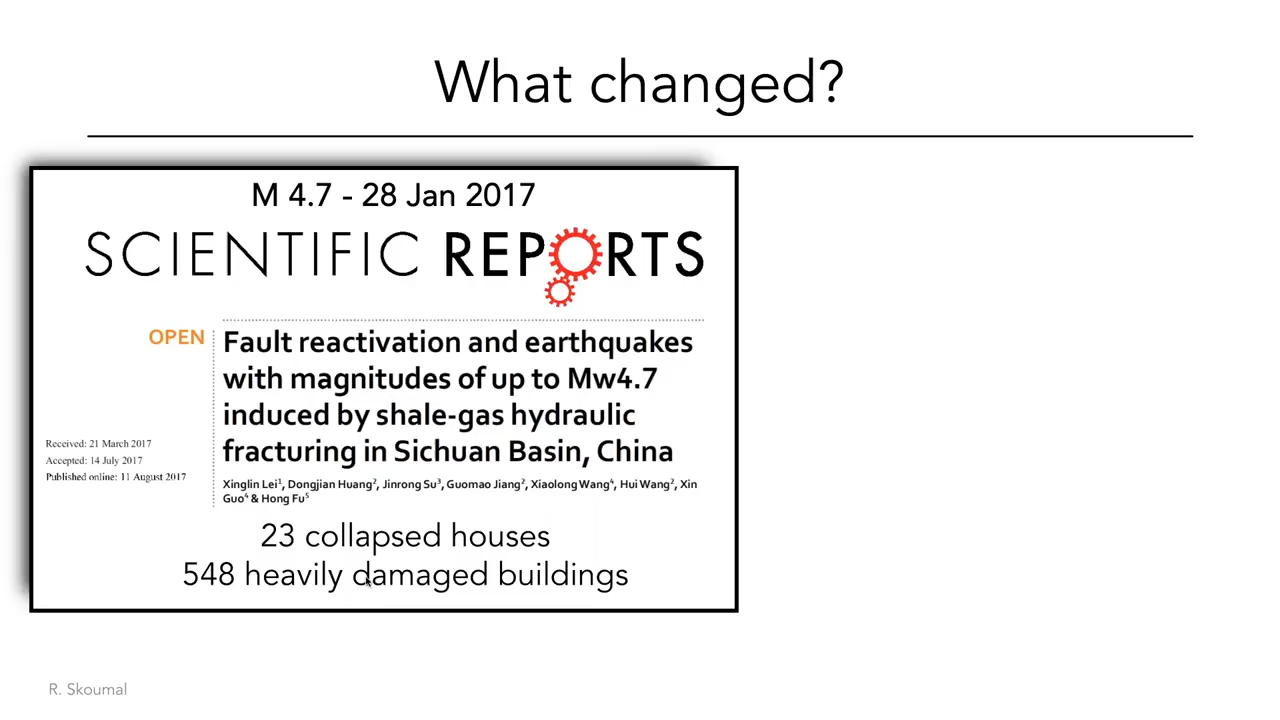 What changed?
M 4.7 - 28 Jan 2017
SCIENTIFIC REPORTS
OPEN
Fault reactivation and earthquakes
with magnitudes of up to Mw4.7
induced by shale-gas hydraulic
fracturing in Sichuan Basin, China
Received: 21 March 2017
Accepted: 14 July 2017
Published online: 11 August 2017
Xinglin Lei¹, Dongjian Huang², Jinrong Su³, Guomao Jiang², Xiaolong Wang⁴, Hui Wang², Xin
Guo⁴ & Hong Fu⁵
23 collapsed houses
548 heavily damaged buildings
R. Skoumal